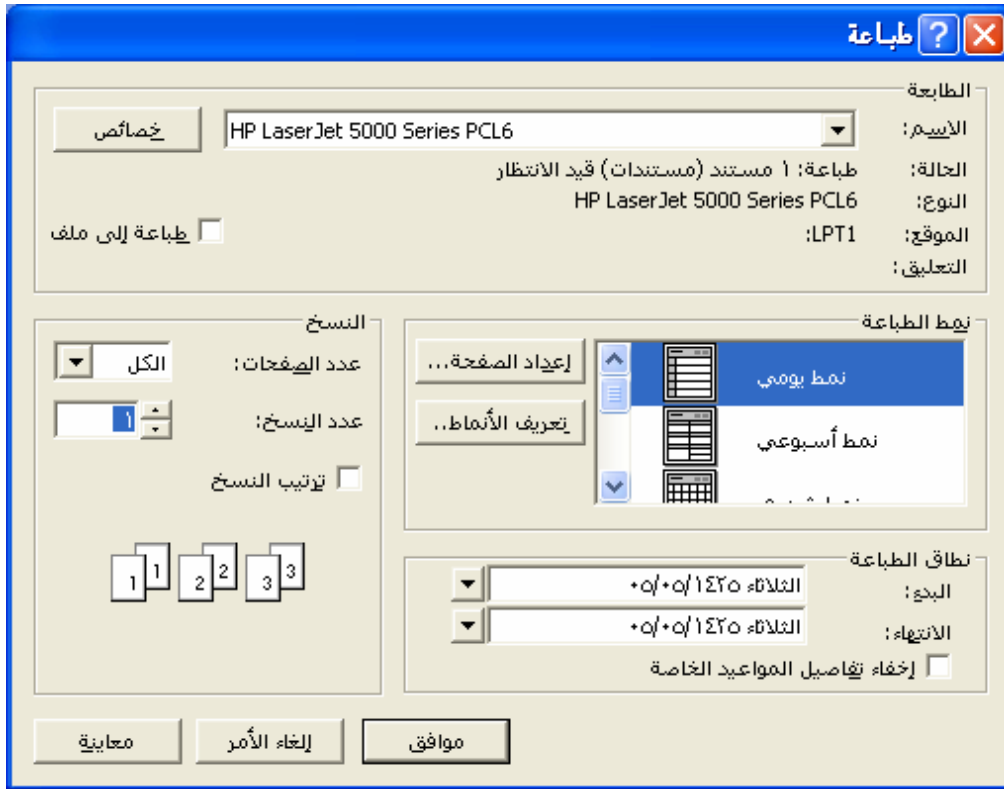 طباعة
الطابعة
الاسم: HP LaserJet 5000 Series PCL6 خصائص
الحالة: طباعة: ١ مستند (مستندات) قيد الانتظار
النوع: HP LaserJet 5000 Series PCL6
الموقع: LPT1: طباعة إلى ملف
التعليق:
نمط الطباعة
نمط يومي
نمط أسبوعي
إعداد الصفحة...
تعريف الأنماط..
النسخ
عدد الصفحات: الكل
عدد النسخ: ١
ترتيب النسخ
1 1 2 2 3 3
نطاق الطباعة
البدء: الثلاثاء ٠٥/٠٥/١٤٢٥
الانتهاء: الثلاثاء ٠٥/٠٥/١٤٢٥
إخفاء تفاصيل المواعيد الخاصة
موافق إلغاء الأمر معاينة